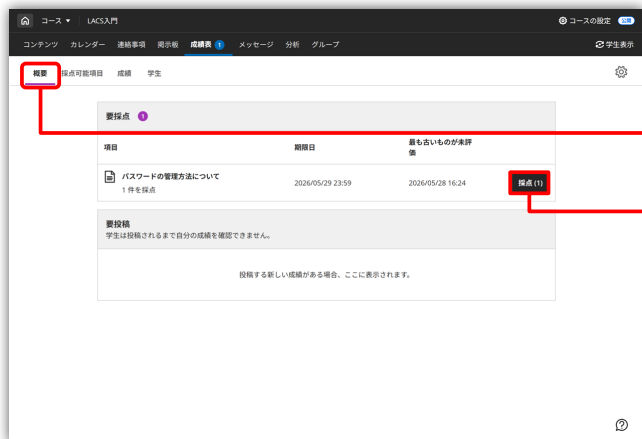 コース ▼ LACS入門 コースの設定 公開
コンテンツ カレンダー 連絡事項 掲示板 成績表 1 メッセージ 分析 グループ 学生表示
概要 採点可能項目 成績 学生
要採点 1
項目 期限日 最も古いものが未評
価
パスワードの管理方法について 2026/05/29 23:59 2026/05/28 16:24 採点 (1)
1 件を採点
要投稿
学生は投稿されるまで自分の成績を確認できません。
投稿する新しい成績がある場合、ここに表示されます。